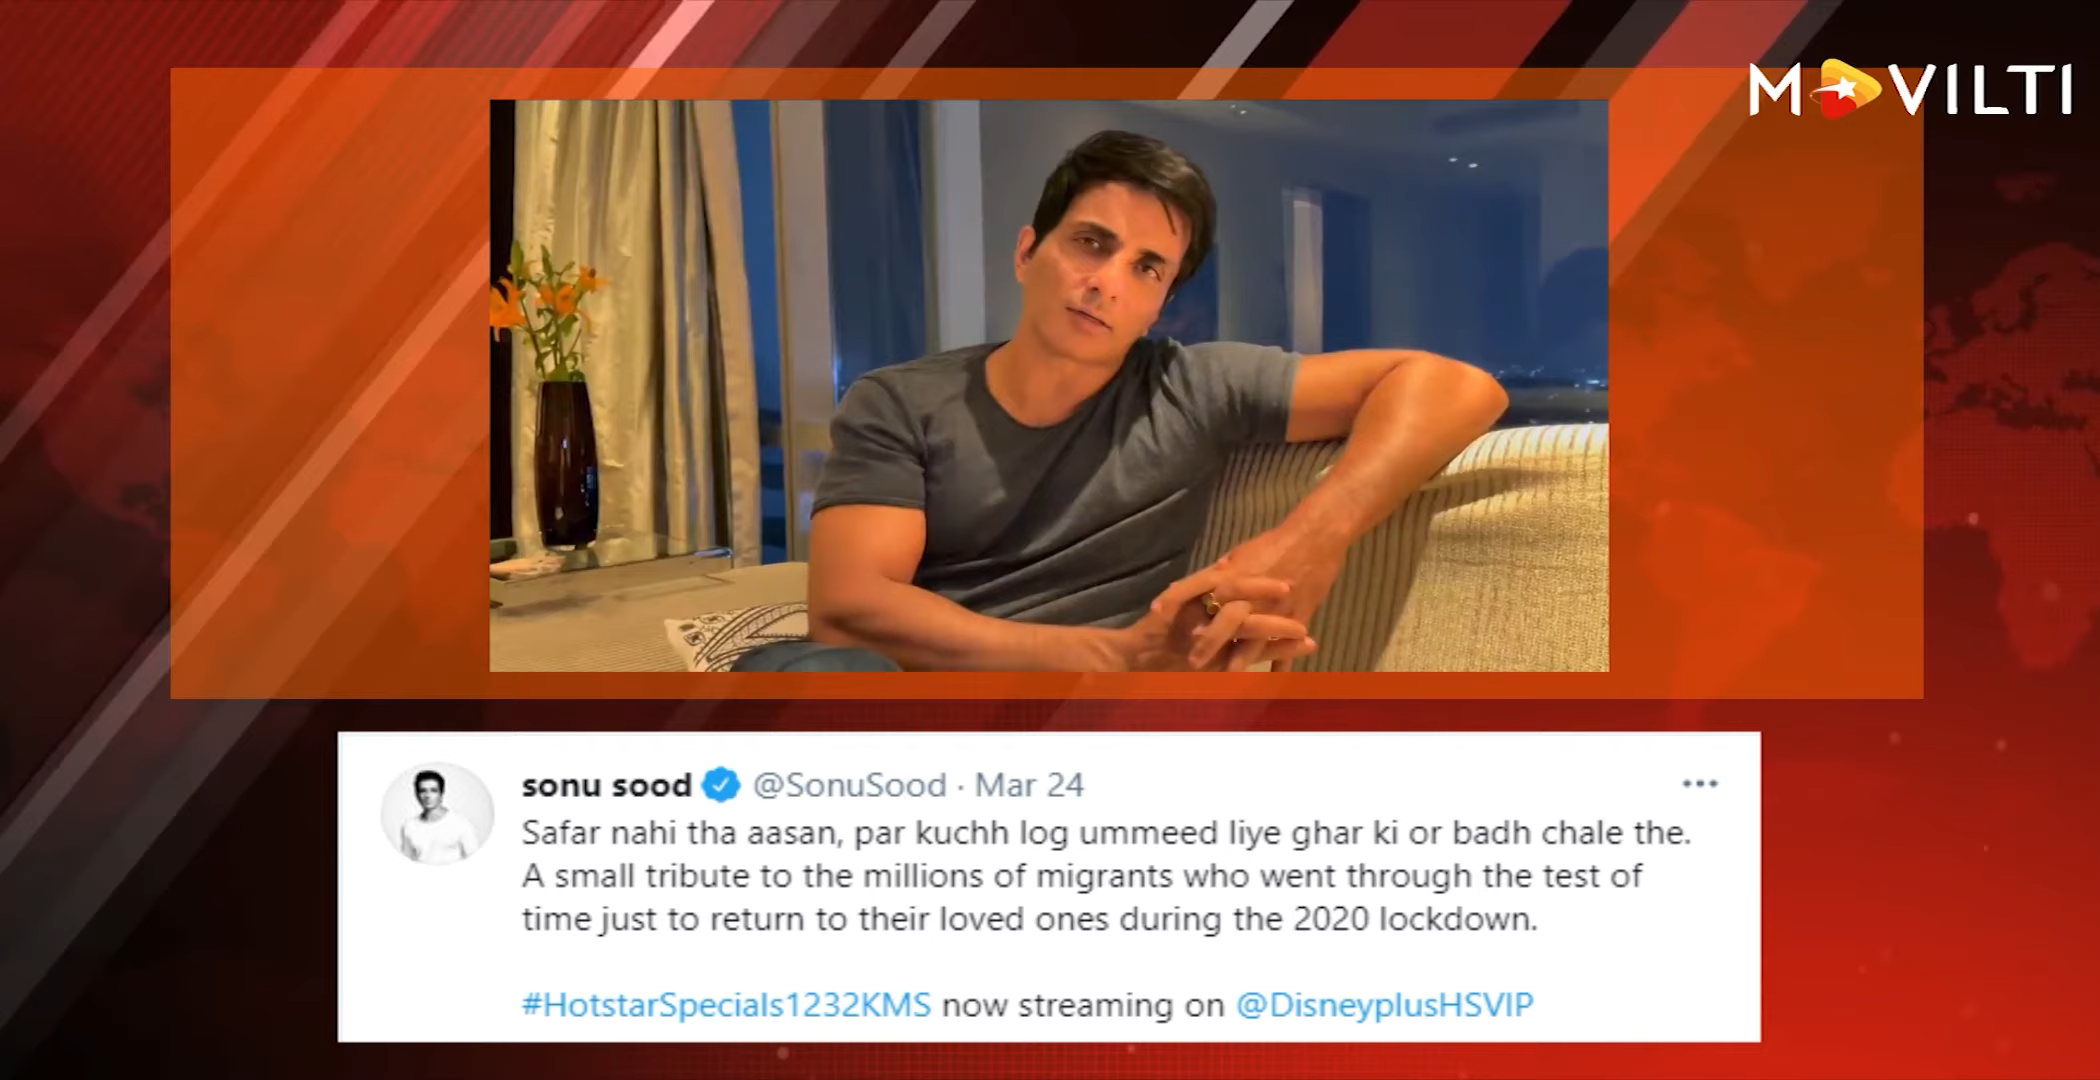 MOVILTI
sonu sood @SonuSood · Mar 24
Safar nahi tha aasan, par kuchh log ummeed liye ghar ki or badh chale the.
A small tribute to the millions of migrants who went through the test of
time just to return to their loved ones during the 2020 lockdown.
#HotstarSpecials1232KMS now streaming on @DisneyplusHSVIP